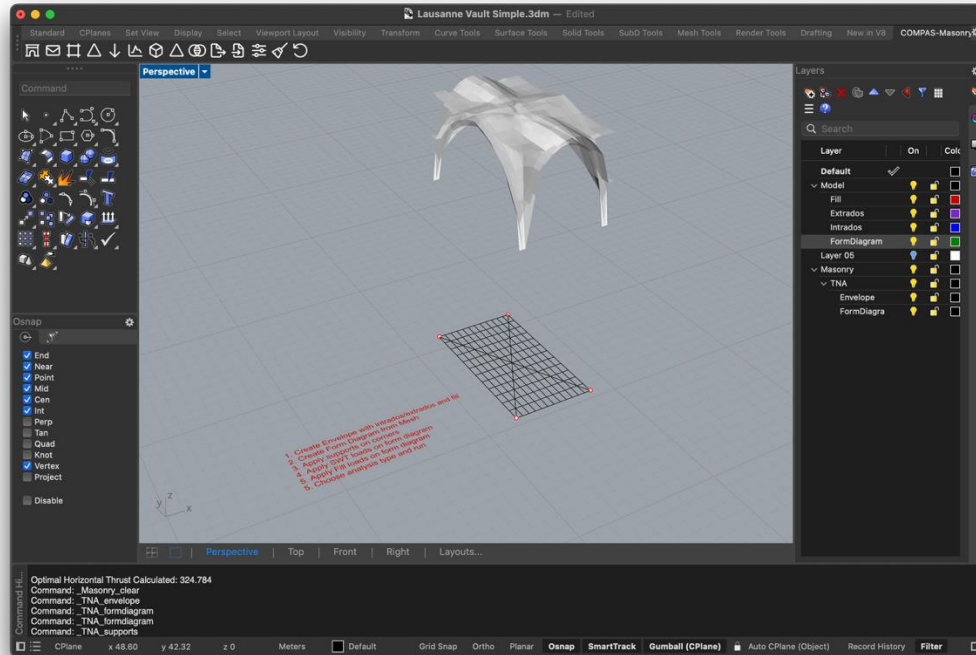 Lausanne Vault Simple.3dm — Edited
Standard CPlanes Set View Display Select Viewport Layout Visibility Transform Curve Tools Surface Tools Solid Tools SubD Tools Mesh Tools Render Tools Drafting New in V8 COMPAS-Masonry
Perspective
Layers
Command
Search
Layer On Colo
Default
Model
Fill
Extrados
Intrados
FormDiagram
Layer 05
Masonry
TNA
Envelope
FormDiagra
Osnap
End
Near
Point
Mid
Cen
Int
Perp
Tan
Quad
Knot
Vertex
Project
Disable
1. Create Envelope with intrados/extrados and fill
2. Create Form Diagram from Mesh
3. Apply supports on corners
4. Apply SWT loads on form diagram
5. Apply Fill loads on form diagram
5. Choose analysis type and run
z
y
x
Perspective Top Front Right Layouts...
Command Hi...
Optimal Horizontal Thrust Calculated: 324.784
Command: _Masonry_clear
Command: _TNA_envelope
Command: _TNA_formdiagram
Command: _TNA_formdiagram
Command: _TNA_supports
CPlane x 48.60 y 42.32 z 0 Meters Default Grid Snap Ortho Planar Osnap SmartTrack Gumball (CPlane) Auto CPlane (Object) Record History Filter